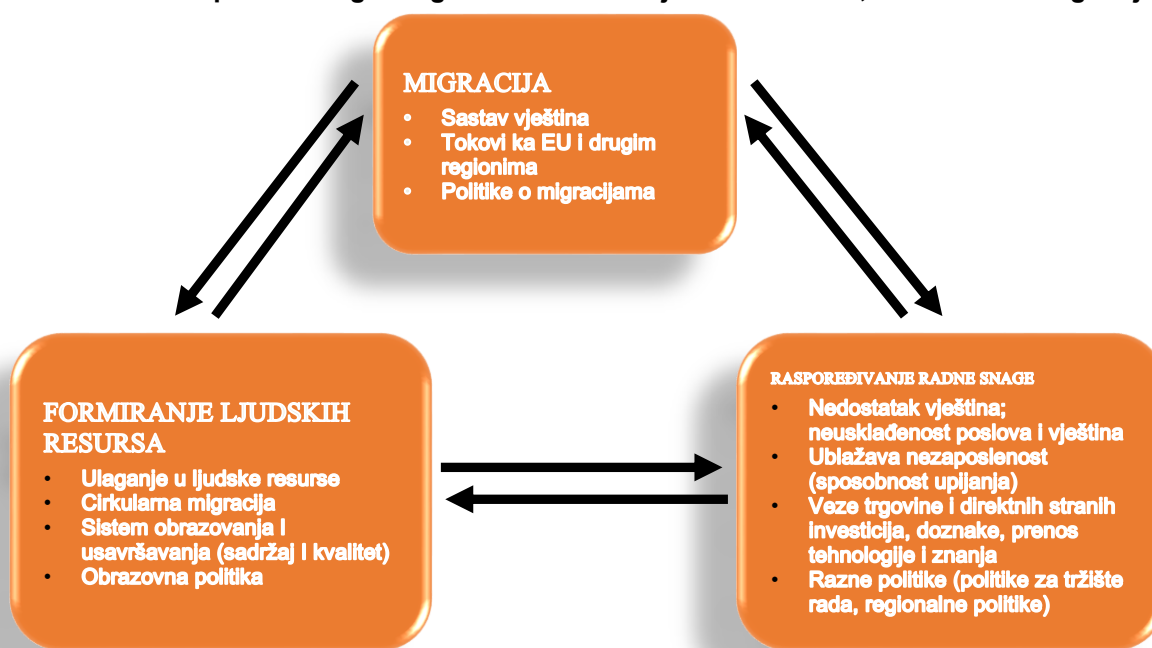 MIGRACIJA
• Sastav vještina
• Tokovi ka EU i drugim
regionima
• Politike o migracijama
FORMIRANJE LJUDSKIH
RESURSA
• Ulaganje u ljudske resurse
• Cirkularna migracija
• Sistem obrazovanja i
usavršavanja (sadržaj i kvalitet)
• Obrazovna politika
RASPOREĐIVANJE RADNE SNAGE
• Nedostatak vještina;
neusklađenost poslova i vještina
• Ublažava nezaposlenost
(sposobnost upijanja)
• Veze trgovine i direktnih stranih
investicija, doznake, prenos
tehnologije i znanja
• Razne politike (politike za tržište
rada, regionalne politike)